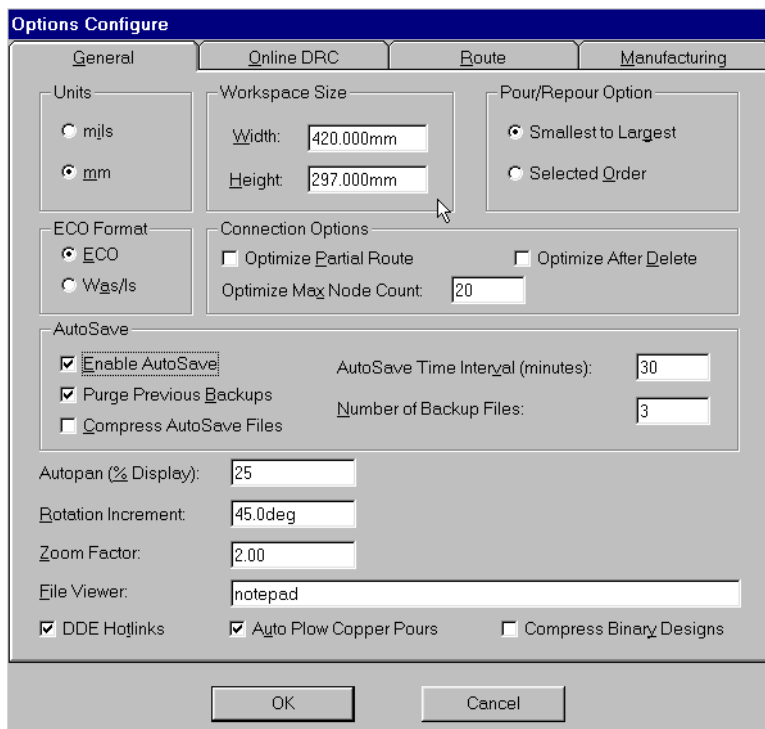 Options Configure
General Online DRC Route Manufacturing
Units
mils
mm
Workspace Size
Width: 420.000mm
Height: 297.000mm
Pour/Repour Option
Smallest to Largest
Selected Order
ECO Format
ECO
Was/Is
Connection Options
Optimize Partial Route Optimize After Delete
Optimize Max Node Count: 20
AutoSave
Enable AutoSave
Purge Previous Backups
Compress AutoSave Files
AutoSave Time Interval (minutes): 30
Number of Backup Files: 3
Autopan (% Display): 25
Rotation Increment: 45.0deg
Zoom Factor: 2.00
File Viewer: notepad
DDE Hotlinks Auto Plow Copper Pours Compress Binary Designs
OK Cancel